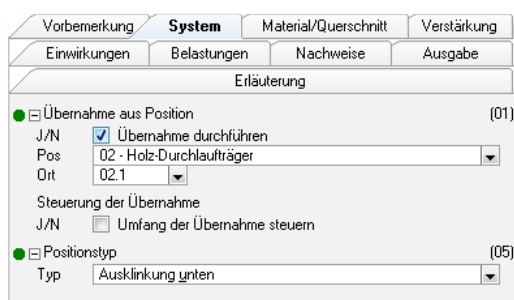 Vorbemerkung System Material/Querschnitt Verstärkung
Einwirkungen Belastungen Nachweise Ausgabe
Erläuterung
Übernahme aus Position (01)
J/N Übernahme durchführen
Pos 02 - Holz-Durchlaufträger
Ort 02.1
Steuerung der Übernahme
J/N Umfang der Übernahme steuern
Positionstyp (05)
Typ Ausklinkung unten